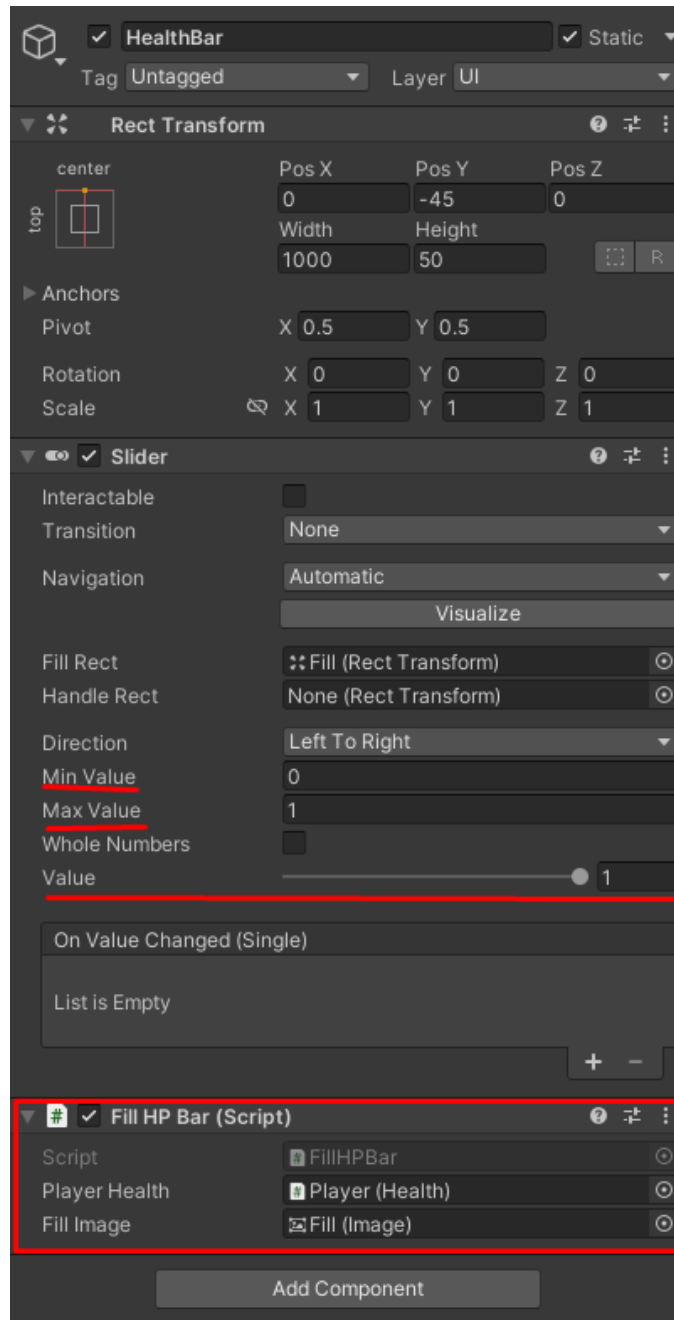 HealthBar Static
Tag Untagged Layer UI
Rect Transform
center Pos X Pos Y Pos Z
top 0 -45 0
Width Height
1000 50 R
Anchors
Pivot X 0.5 Y 0.5
Rotation X 0 Y 0 Z 0
Scale X 1 Y 1 Z 1
Slider
Interactable
Transition None
Navigation Automatic
Visualize
Fill Rect Fill (Rect Transform)
Handle Rect None (Rect Transform)
Direction Left To Right
Min Value 0
Max Value 1
Whole Numbers
Value 1
On Value Changed (Single)
List is Empty
+ −
# Fill HP Bar (Script)
Script # FillHPBar
Player Health # Player (Health)
Fill Image Fill (Image)
Add Component